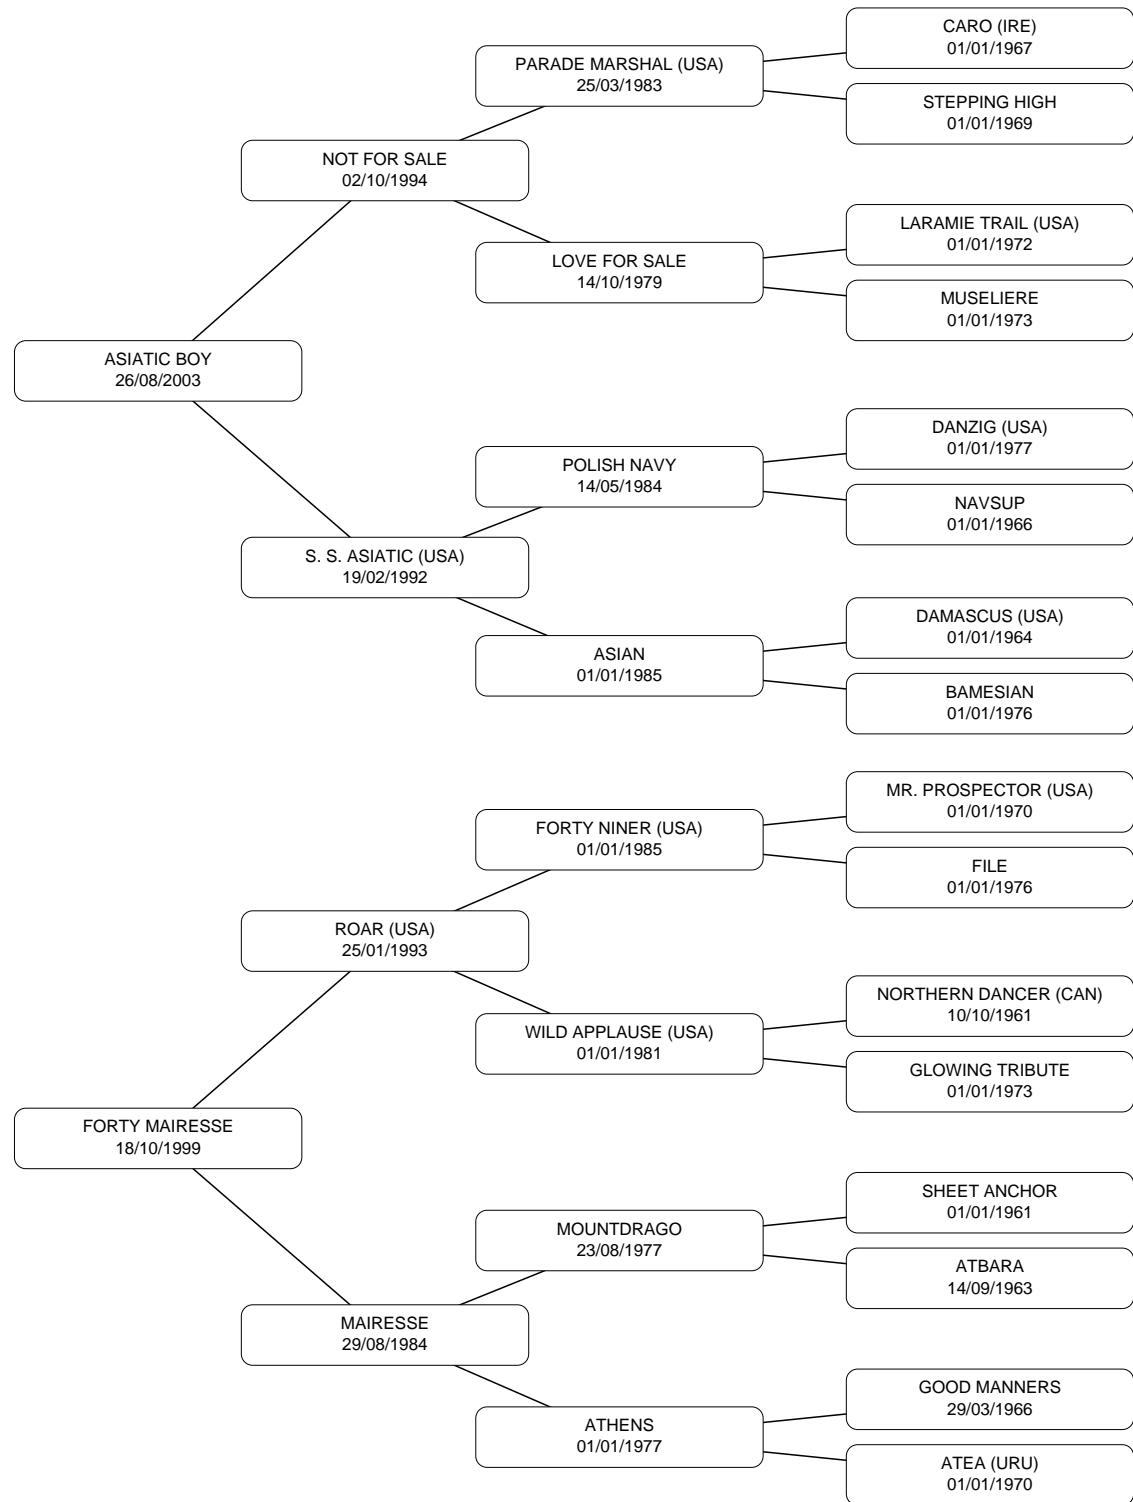 CARO (IRE)
01/01/1967
PARADE MARSHAL (USA)
25/03/1983
STEPPING HIGH
01/01/1969
NOT FOR SALE
02/10/1994
LARAMIE TRAIL (USA)
01/01/1972
LOVE FOR SALE
14/10/1979
MUSELIERE
01/01/1973
ASIATIC BOY
26/08/2003
DANZIG (USA)
01/01/1977
POLISH NAVY
14/05/1984
NAVSUP
01/01/1966
S. S. ASIATIC (USA)
19/02/1992
DAMASCUS (USA)
01/01/1964
ASIAN
01/01/1985
BAMESIAN
01/01/1976
MR. PROSPECTOR (USA)
01/01/1970
FORTY NINER (USA)
01/01/1985
FILE
01/01/1976
ROAR (USA)
25/01/1993
NORTHERN DANCER (CAN)
10/10/1961
WILD APPLAUSE (USA)
01/01/1981
GLOWING TRIBUTE
01/01/1973
FORTY MAIRESSE
18/10/1999
SHEET ANCHOR
01/01/1961
MOUNTDRAGO
23/08/1977
ATBARA
14/09/1963
MAIRESSE
29/08/1984
GOOD MANNERS
29/03/1966
ATHENS
01/01/1977
ATEA (URU)
01/01/1970